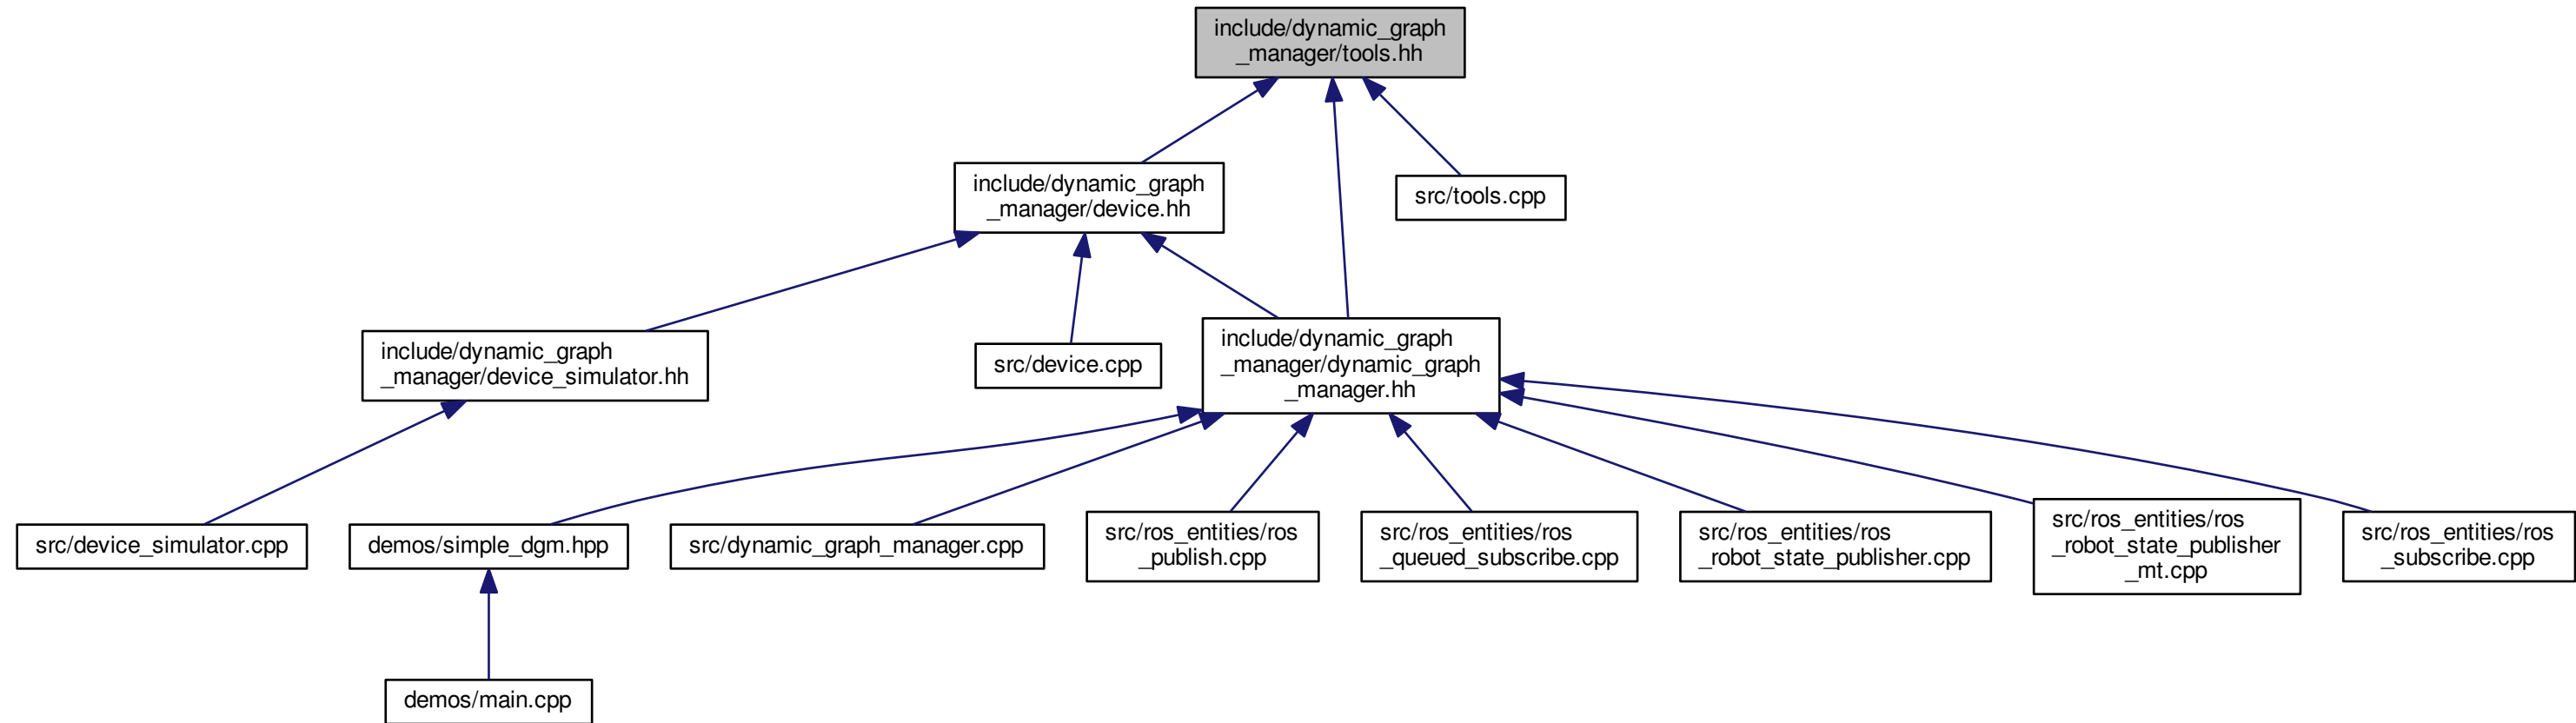 include/dynamic_graph
_manager/tools.hh
include/dynamic_graph
_manager/device.hh
src/tools.cpp
include/dynamic_graph
_manager/device_simulator.hh
src/device.cpp
include/dynamic_graph
_manager/dynamic_graph
_manager.hh
src/device_simulator.cpp
demos/simple_dgm.hpp
src/dynamic_graph_manager.cpp
src/ros_entities/ros
_publish.cpp
src/ros_entities/ros
_queued_subscribe.cpp
src/ros_entities/ros
_robot_state_publisher.cpp
src/ros_entities/ros
_robot_state_publisher
_mt.cpp
src/ros_entities/ros
_subscribe.cpp
demos/main.cpp